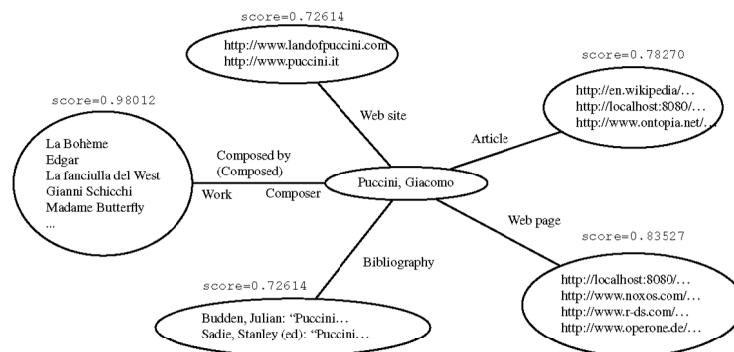 score=0.72614
http://www.landofpuccini.com
http://www.puccini.it
score=0.78270
http://en.wikipedia/…
http://localhost:8080/…
http://www.ontopia.net/…
score=0.98012
La Bohème
Edgar
La fanciulla del West
Gianni Schicchi
Madame Butterfly
...
Web site
Article
Composed by
(Composed)
Work
Composer
Puccini, Giacomo
Web page
score=0.83527
http://localhost:8080/…
http://www.noxos.com/…
http://www.r-ds.com/…
http://www.operone.de/…
Bibliography
score=0.72614
Budden, Julian: “Puccini…
Sadie, Stanley (ed): “Puccini…